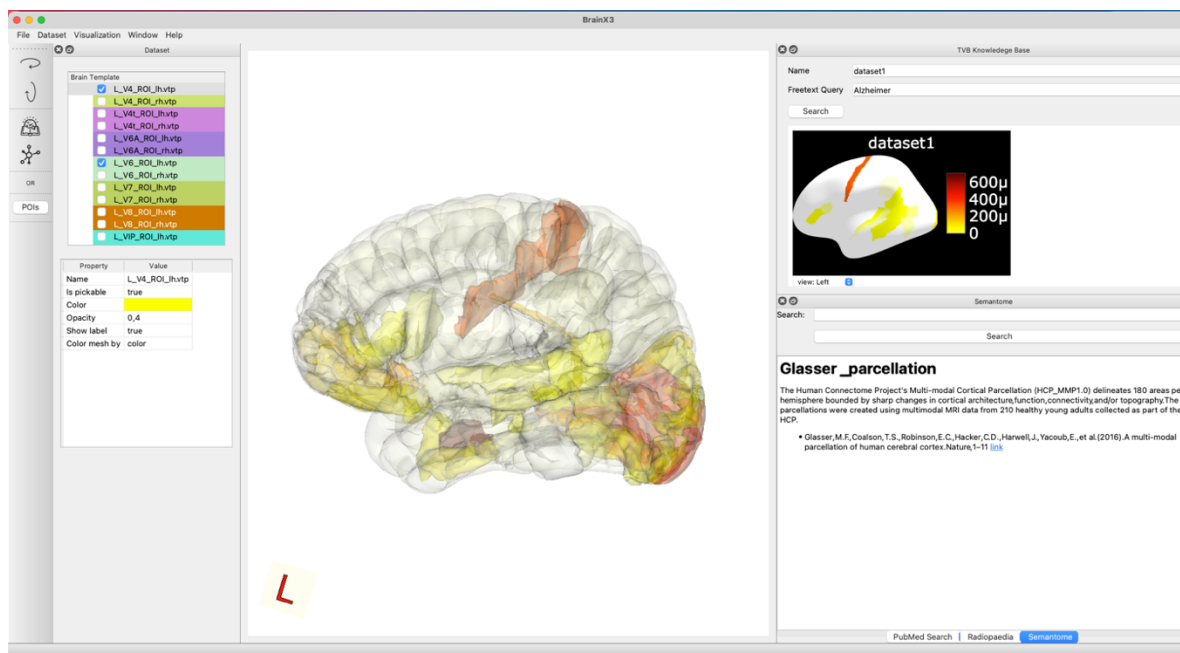 BrainX3
File Dataset Visualization Window Help
Dataset
Brain Template
L_V4_ROI_lh.vtp
L_V4_ROI_rh.vtp
L_V4t_ROI_lh.vtp
L_V4t_ROI_rh.vtp
L_V6A_ROI_lh.vtp
L_V6A_ROI_rh.vtp
L_V6_ROI_lh.vtp
L_V6_ROI_rh.vtp
L_V7_ROI_lh.vtp
L_V7_ROI_rh.vtp
L_V8_ROI_lh.vtp
L_V8_ROI_rh.vtp
L_VIP_ROI_lh.vtp
OR
POIs
Property Value
Name L_V4_ROI_lh.vtp
Is pickable true
Color
Opacity 0,4
Show label true
Color mesh by color
L
TVB Knowledege Base
Name dataset1
Freetext Query Alzheimer
Search
dataset1
600µ
400µ
200µ
0
view: Left
Semantome
Search:
Search
Glasser _parcellation
The Human Connectome Project's Multi-modal Cortical Parcellation (HCP_MMP1.0) delineates 180 areas pe
hemisphere bounded by sharp changes in cortical architecture,function,connectivity,and/or topography.The
parcellations were created using multimodal MRI data from 210 healthy young adults collected as part of the
HCP.
• Glasser,M.F.,Coalson,T.S.,Robinson,E.C.,Hacker,C.D.,Harwell,J.,Yacoub,E.,et al.(2016).A multi-modal
parcellation of human cerebral cortex.Nature,1–11 link
PubMed Search Radiopaedia Semantome